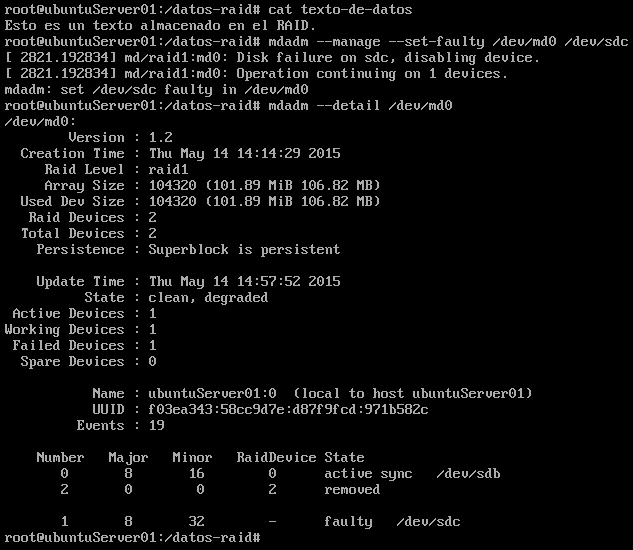 root@ubuntuServer01:/datos-raid# cat texto-de-datos
Esto es un texto almacenado en el RAID.
root@ubuntuServer01:/datos-raid# mdadm --manage --set-faulty /dev/md0 /dev/sdc
[ 2821.192834] md/raid1:md0: Disk failure on sdc, disabling device.
[ 2821.192834] md/raid1:md0: Operation continuing on 1 devices.
mdadm: set /dev/sdc faulty in /dev/md0
root@ubuntuServer01:/datos-raid# mdadm --detail /dev/md0
/dev/md0:
Version : 1.2
Creation Time : Thu May 14 14:14:29 2015
Raid Level : raid1
Array Size : 104320 (101.89 MiB 106.82 MB)
Used Dev Size : 104320 (101.89 MiB 106.82 MB)
Raid Devices : 2
Total Devices : 2
Persistence : Superblock is persistent
Update Time : Thu May 14 14:57:52 2015
State : clean, degraded
Active Devices : 1
Working Devices : 1
Failed Devices : 1
Spare Devices : 0
Name : ubuntuServer01:0 (local to host ubuntuServer01)
UUID : f03ea343:58cc9d7e:d87f9fcd:971b582c
Events : 19
Number Major Minor RaidDevice State
0 8 16 0 active sync /dev/sdb
2 0 0 2 removed
1 8 32 - faulty /dev/sdc
root@ubuntuServer01:/datos-raid#